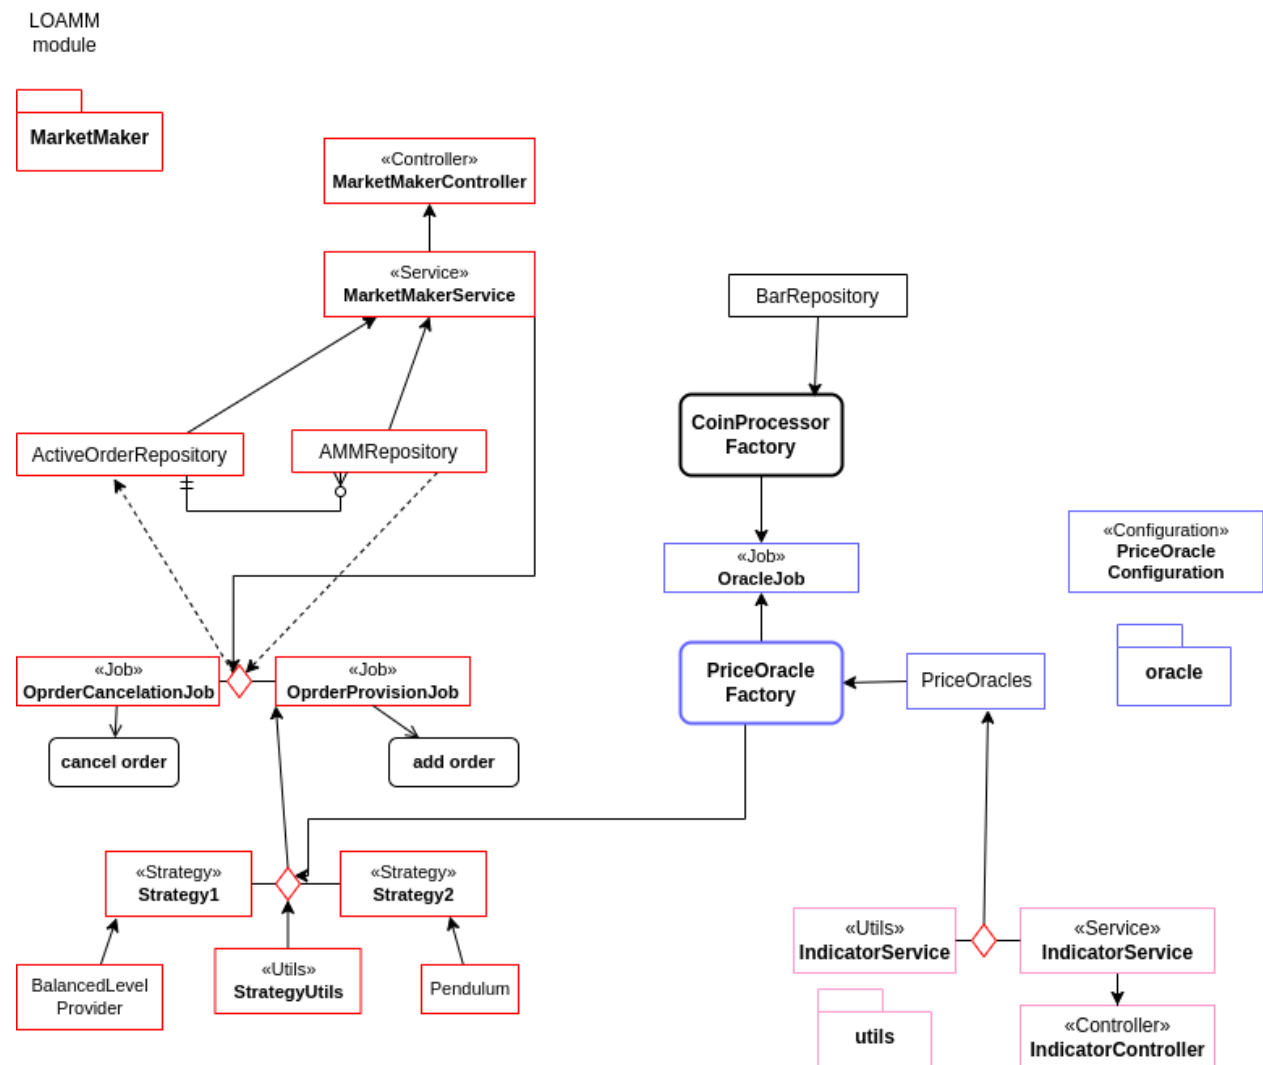 LOAMM
module
MarketMaker
«Controller»
MarketMakerController
«Service»
MarketMakerService
BarRepository
CoinProcessor
Factory
ActiveOrderRepository
AMMRepository
«Job»
OracleJob
«Configuration»
PriceOracle
Configuration
«Job»
OprderCancelationJob
«Job»
OprderProvisionJob
PriceOracle
Factory
PriceOracles
oracle
cancel order
add order
«Strategy»
Strategy1
«Strategy»
Strategy2
BalancedLevel
Provider
«Utils»
StrategyUtils
Pendulum
«Utils»
IndicatorService
«Service»
IndicatorService
utils
«Controller»
IndicatorController